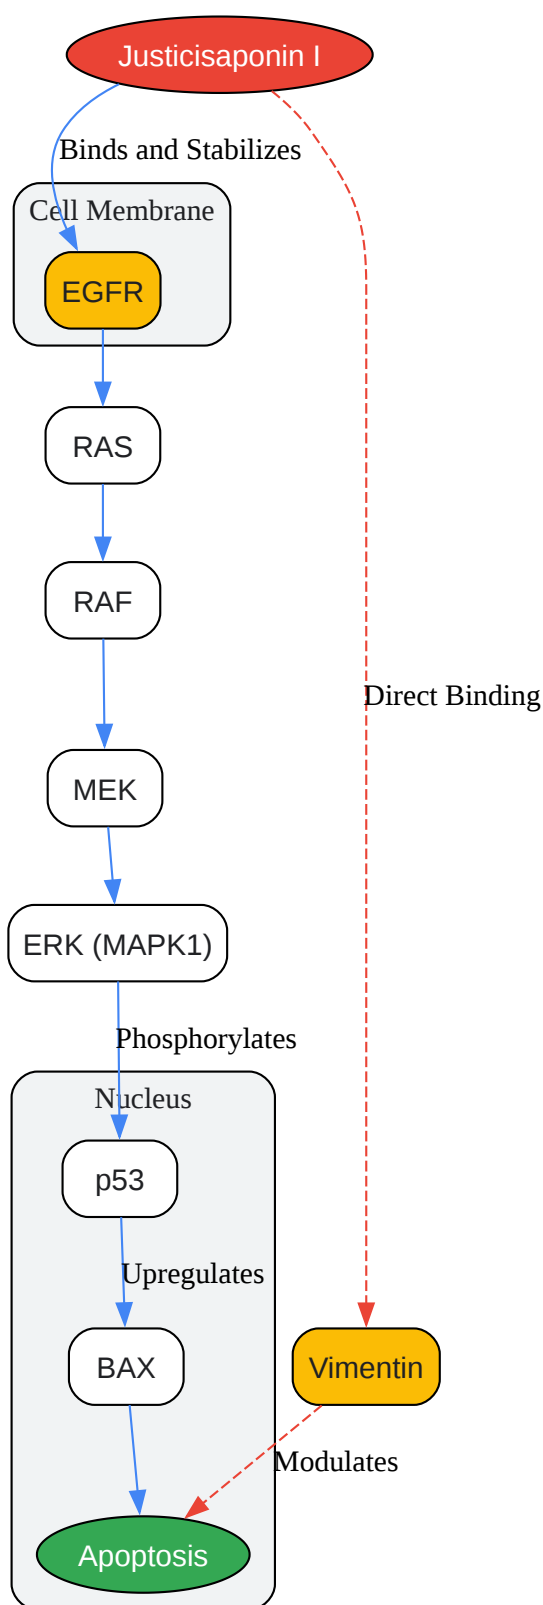 Justicisaponin I
Binds and Stabilizes
Cell Membrane
EGFR
RAS
RAF
Direct Binding
MEK
ERK (MAPK1)
Phosphorylates
Nucleus
p53
Upregulates
BAX
Vimentin
Modulates
Apoptosis